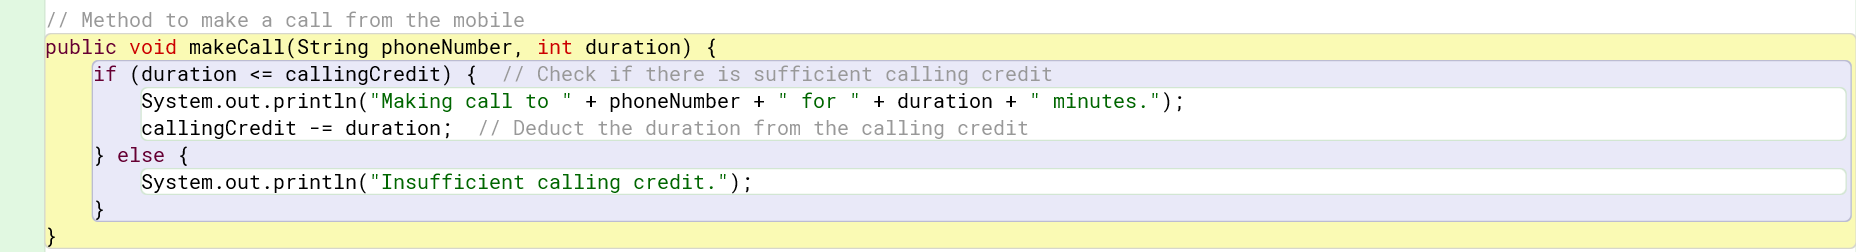 // Method to make a call from the mobile
public void makeCall(String phoneNumber, int duration) {
    if (duration <= callingCredit) {  // Check if there is sufficient calling credit
        System.out.println("Making call to " + phoneNumber + " for " + duration + " minutes.");
        callingCredit -= duration;  // Deduct the duration from the calling credit
    } else {
        System.out.println("Insufficient calling credit.");
    }
}